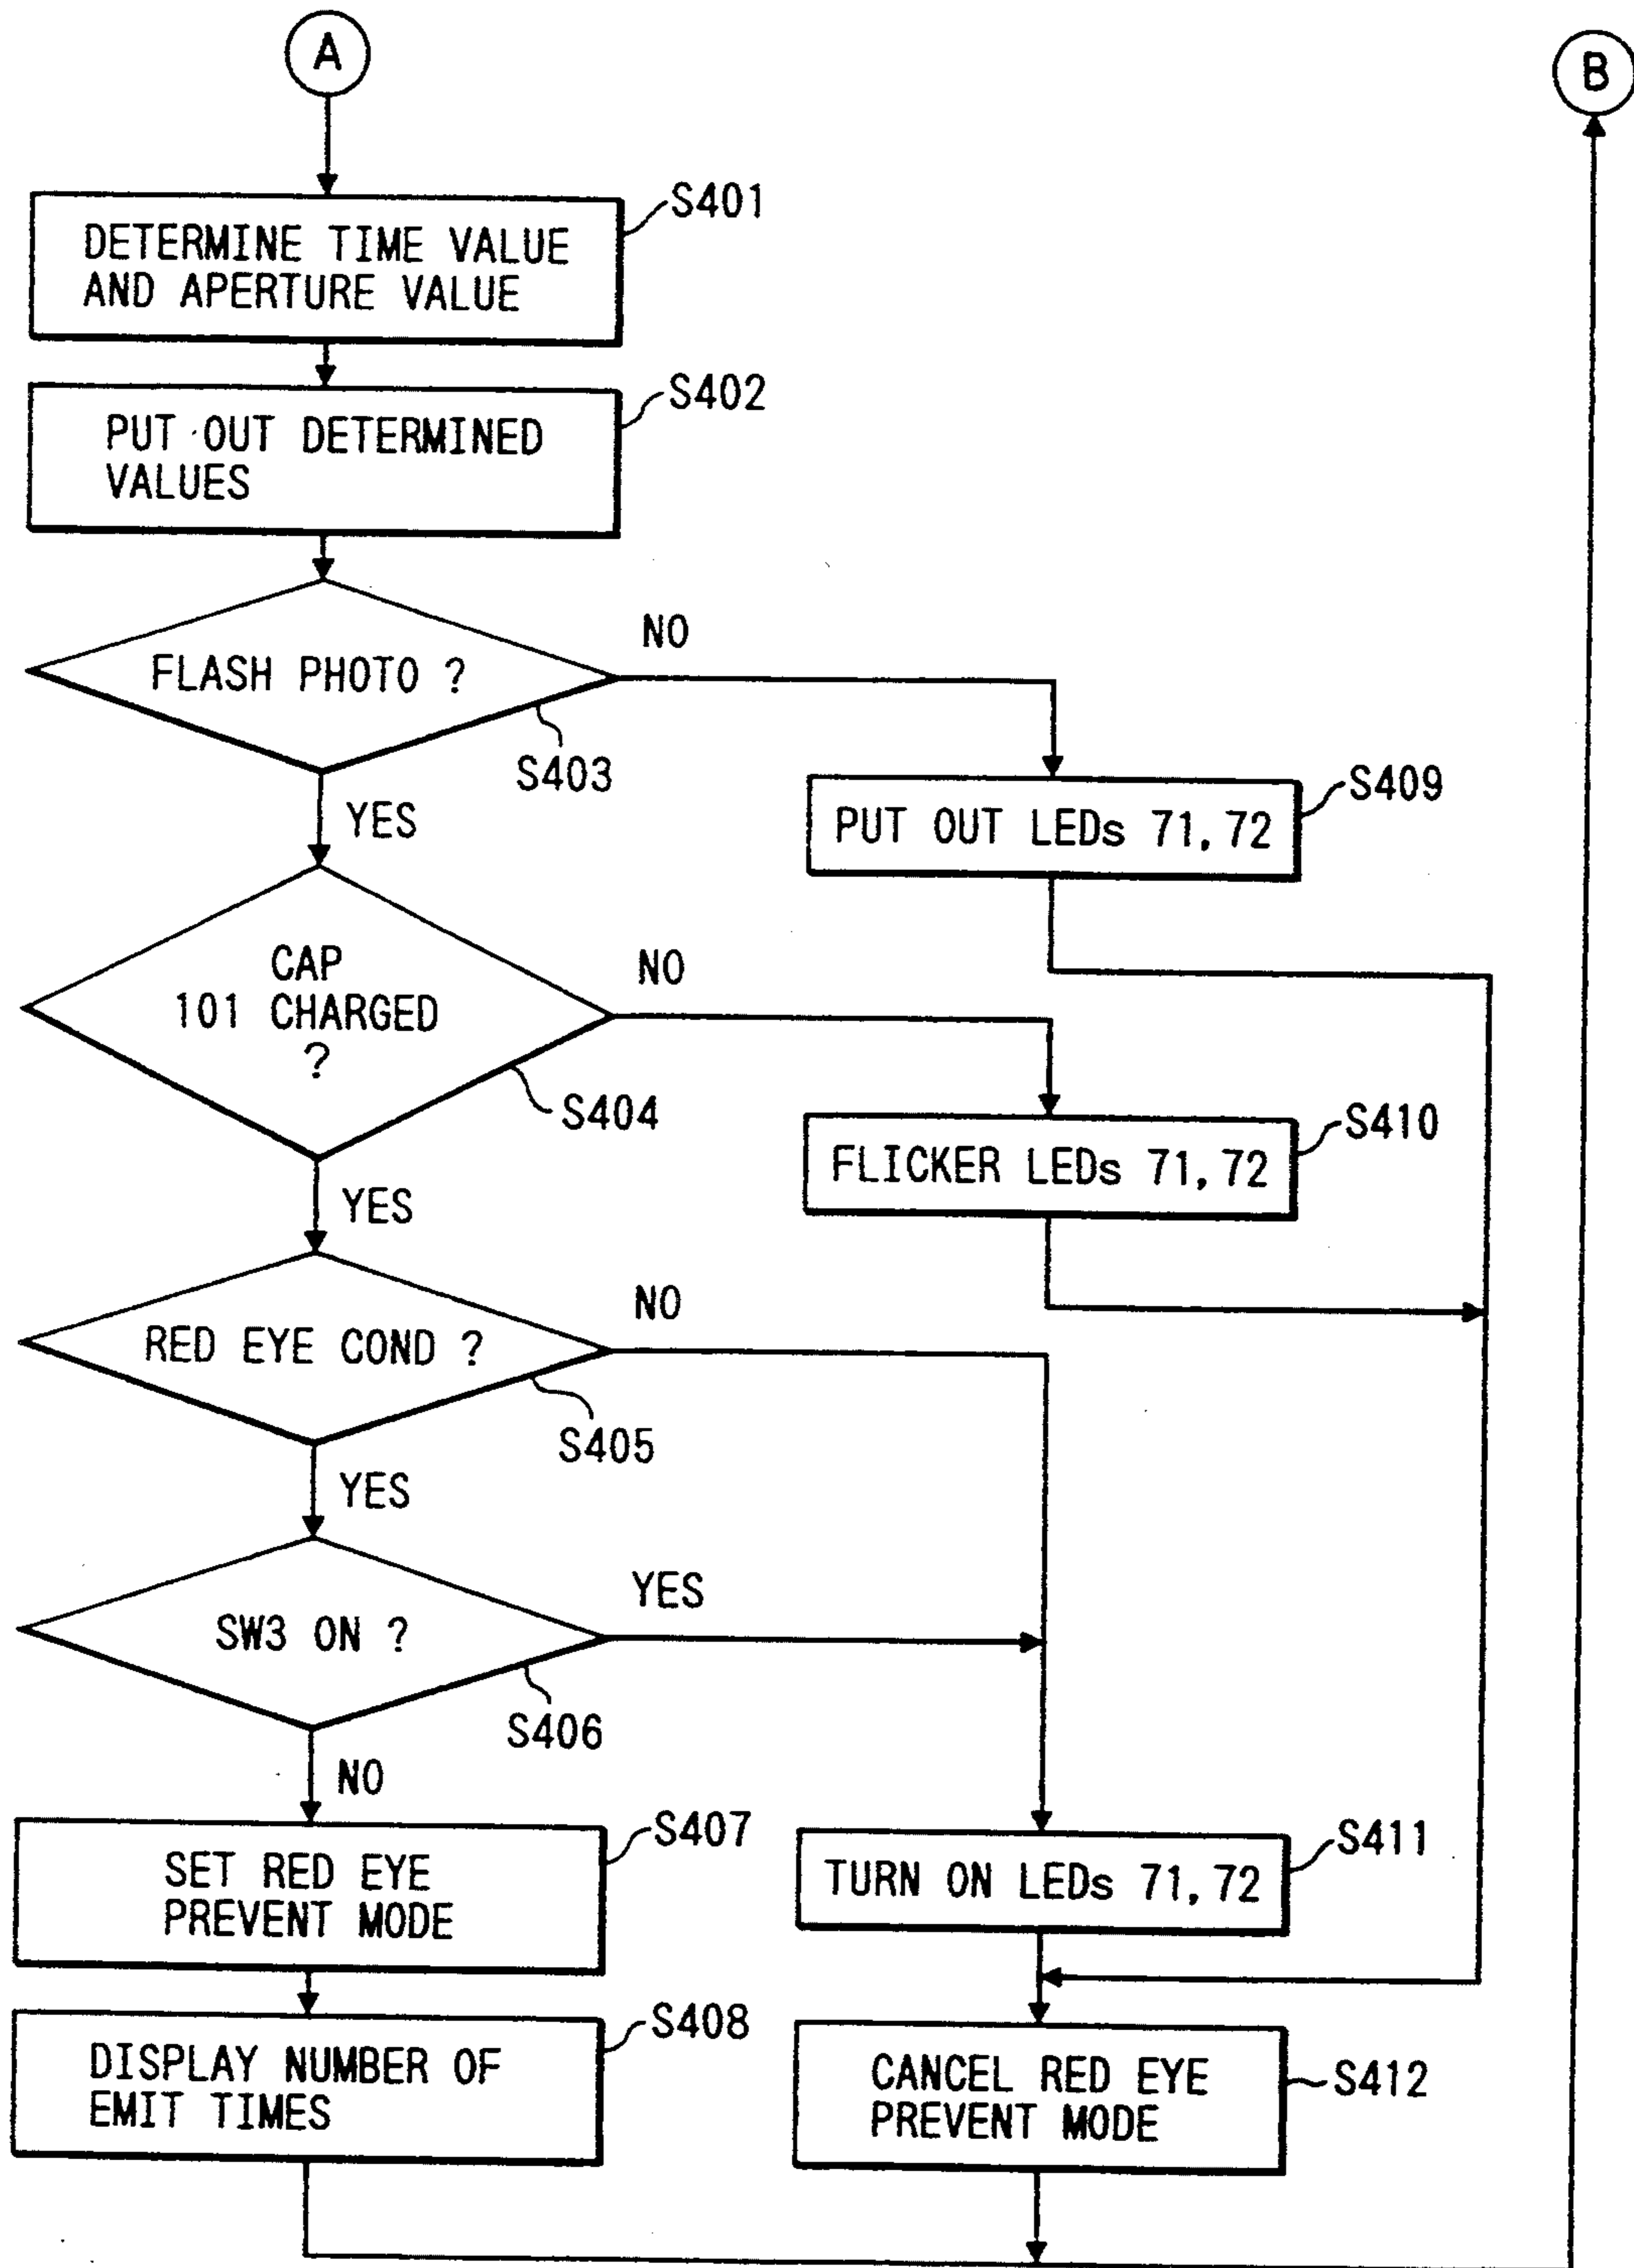 A
B
S401
DETERMINE TIME VALUE
AND APERTURE VALUE
S402
PUT OUT DETERMINED
VALUES
NO
FLASH PHOTO ?
S403
YES
S409
PUT OUT LEDs 71, 72
CAP
101 CHARGED
?
NO
S404
YES
S410
FLICKER LEDs 71, 72
NO
RED EYE COND ?
S405
YES
YES
SW3 ON ?
S406
NO
S407
SET RED EYE
PREVENT MODE
S411
TURN ON LEDs 71, 72
S408
DISPLAY NUMBER OF
EMIT TIMES
S412
CANCEL RED EYE
PREVENT MODE